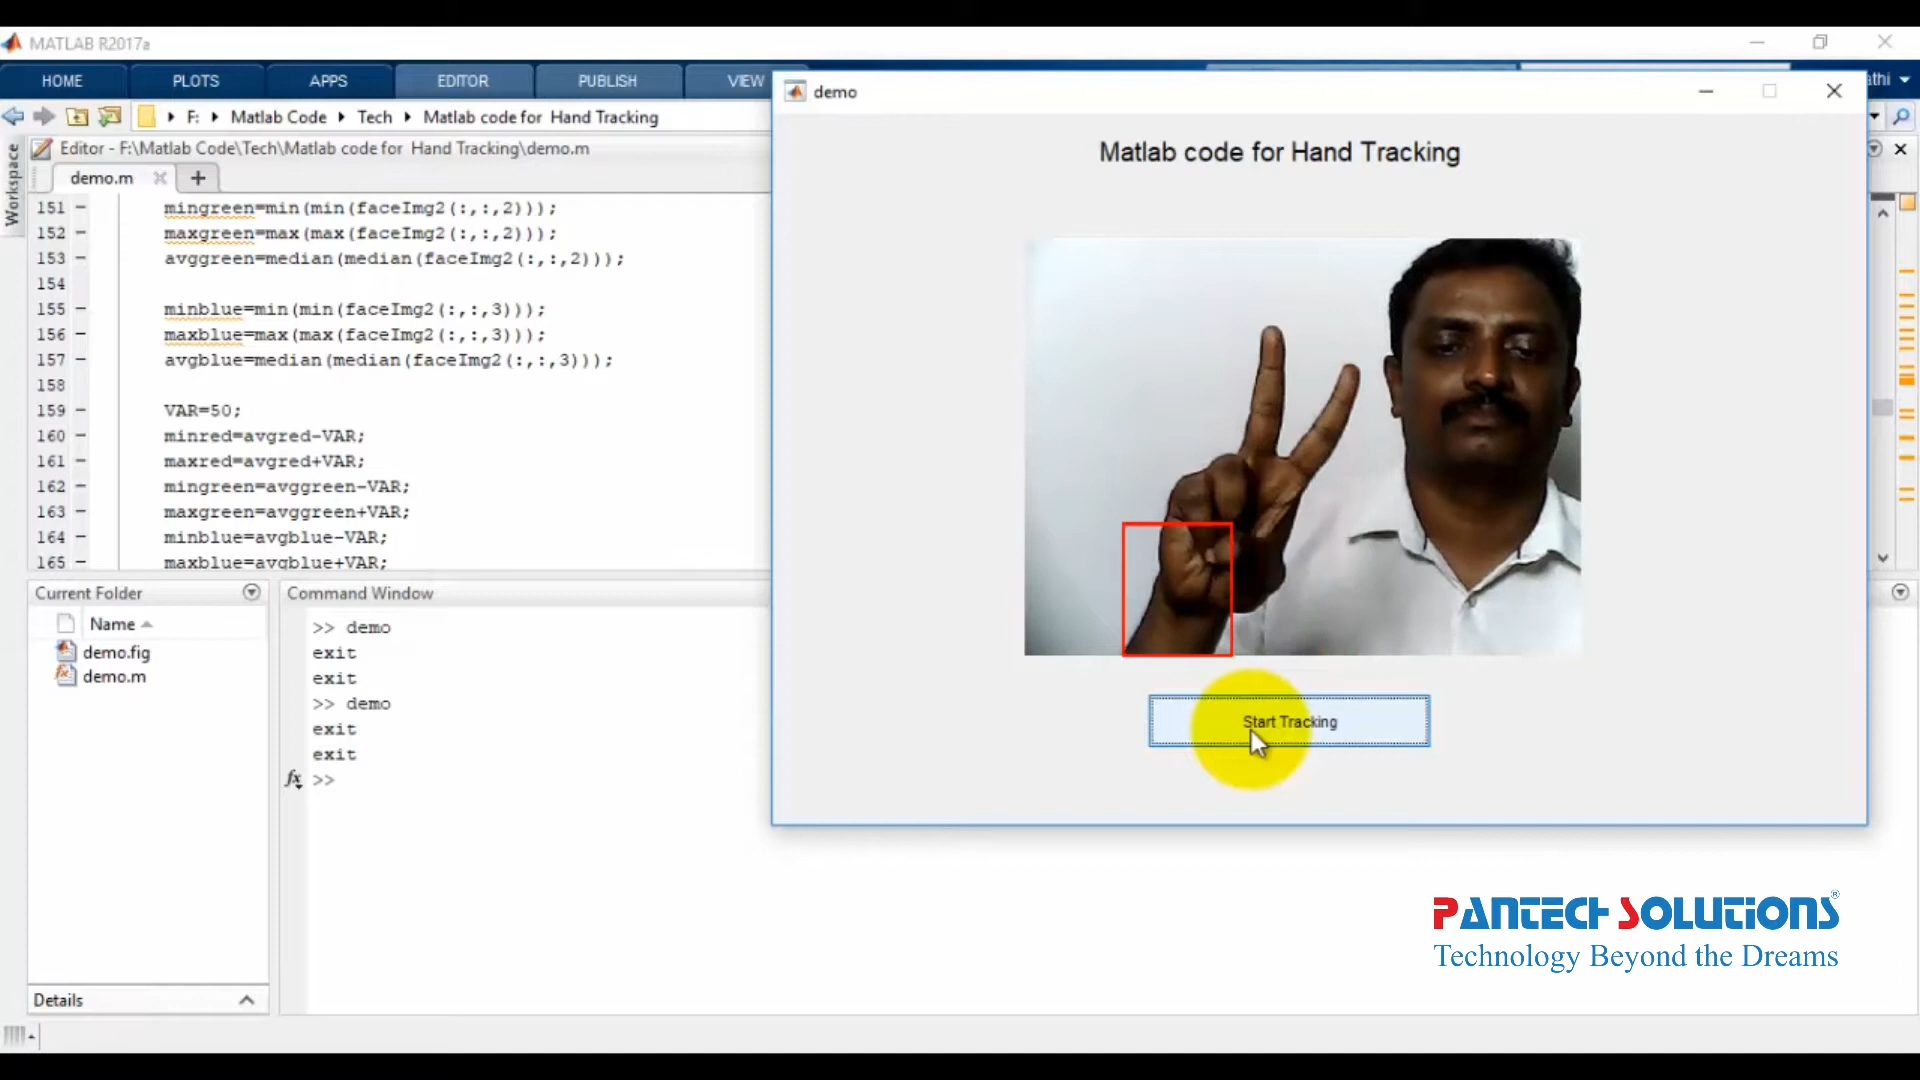 MATLAB R2017a
HOME PLOTS APPS EDITOR PUBLISH VIEW
athi
F: Matlab Code Tech Matlab code for Hand Tracking
Workspace
Editor - F:\Matlab Code\Tech\Matlab code for Hand Tracking\demo.m
demo.m
151 mingreen=min(min(faceImg2(:,:,2)));
152 maxgreen=max(max(faceImg2(:,:,2)));
153 avggreen=median(median(faceImg2(:,:,2)));
154
155 minblue=min(min(faceImg2(:,:,3)));
156 maxblue=max(max(faceImg2(:,:,3)));
157 avgblue=median(median(faceImg2(:,:,3)));
158
159 VAR=50;
160 minred=avgred-VAR;
161 maxred=avgred+VAR;
162 mingreen=avggreen-VAR;
163 maxgreen=avggreen+VAR;
164 minblue=avgblue-VAR;
165 maxblue=avgblue+VAR;
Current Folder
Name
demo.fig
demo.m
Details
Command Window
>> demo
exit
exit
>> demo
exit
exit
fx >>
demo
Matlab code for Hand Tracking
Start Tracking
PANTECH SOLUTIONS®
Technology Beyond the Dreams